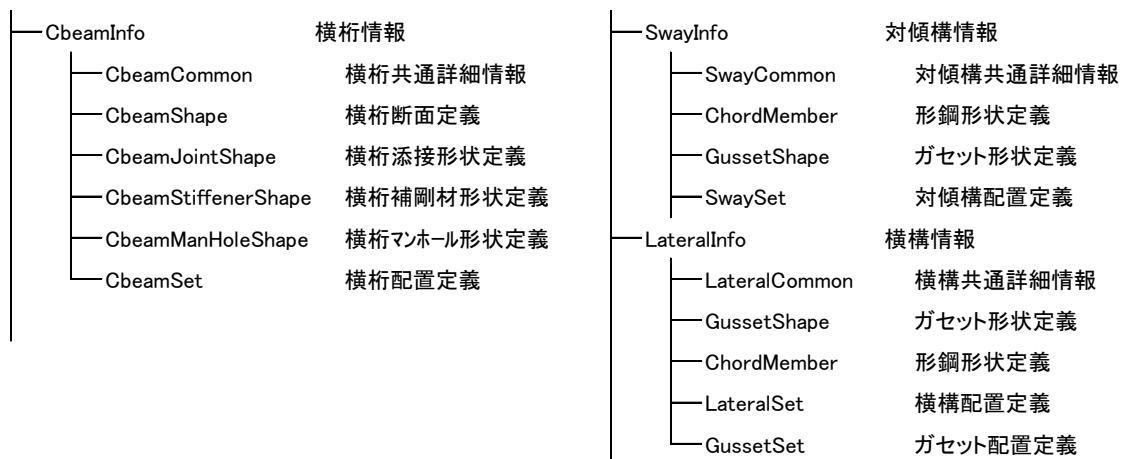 CbeamInfo 横桁情報
CbeamCommon 横桁共通詳細情報
CbeamShape 横桁断面定義
CbeamJointShape 横桁添接形状定義
CbeamStiffenerShape 横桁補剛材形状定義
CbeamManHoleShape 横桁マンホール形状定義
CbeamSet 横桁配置定義
SwayInfo 対傾構情報
SwayCommon 対傾構共通詳細情報
ChordMember 形鋼形状定義
GussetShape ガセット形状定義
SwaySet 対傾構配置定義
LateralInfo 横構情報
LateralCommon 横構共通詳細情報
GussetShape ガセット形状定義
ChordMember 形鋼形状定義
LateralSet 横構配置定義
GussetSet ガセット配置定義